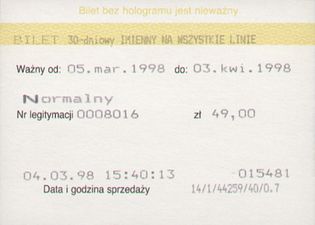 Bilet bez hologramu jest nieważny
BILET 30-dniowy IMIENNY NA WSZYSTKIE LINIE
Ważny od: 05.mar.1998 do: 03.kwi.1998
Normalny
Nr legitymacji 0008016 zł 49,00
04.03.98 15:40:13 015481
Data i godzina sprzedaży 14/1/44259/40/0.7